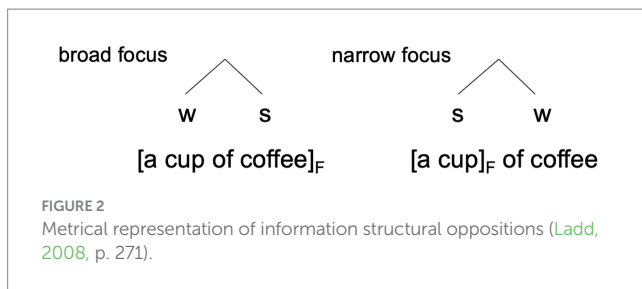 broad focus narrow focus
w s s w
[a cup of coffee]F [a cup]F of coffee
FIGURE 2
Metrical representation of information structural oppositions (Ladd,
2008, p. 271).